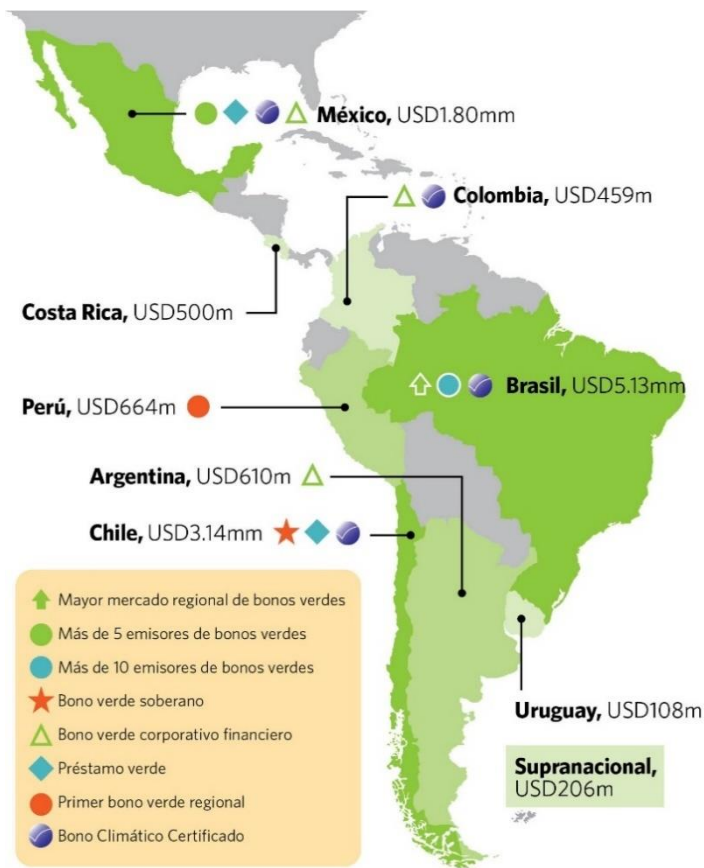 México, USD1.80mm
Colombia, USD459m
Costa Rica, USD500m
Perú, USD664m
Brasil, USD5.13mm
Argentina, USD610m
Chile, USD3.14mm
Mayor mercado regional de bonos verdes
Más de 5 emisores de bonos verdes
Más de 10 emisores de bonos verdes
Bono verde soberano
Bono verde corporativo financiero
Préstamo verde
Primer bono verde regional
Bono Climático Certificado
Uruguay, USD108m
Supranacional,
USD206m